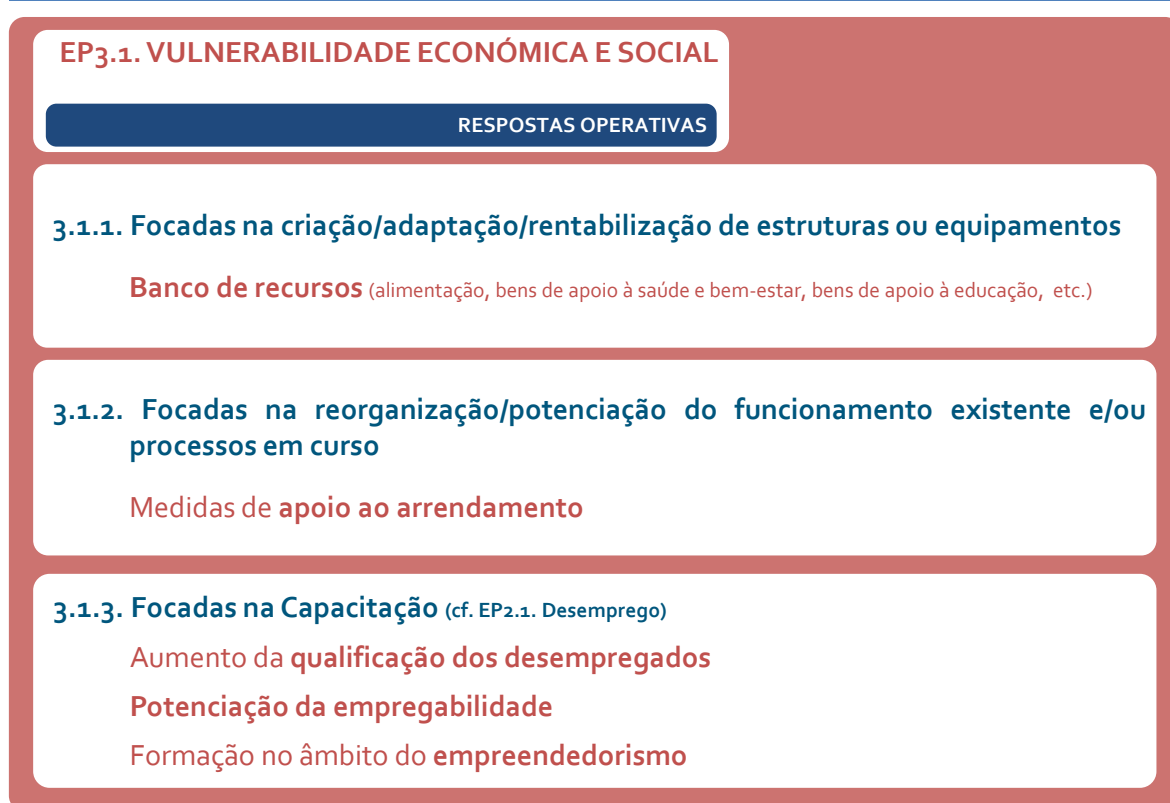 EP3.1. VULNERABILIDADE ECONÓMICA E SOCIAL
RESPOSTAS OPERATIVAS
3.1.1. Focadas na criação/adaptação/rentabilização de estruturas ou equipamentos
Banco de recursos (alimentação, bens de apoio à saúde e bem-estar, bens de apoio à educação, etc.)
3.1.2. Focadas na reorganização/potenciação do funcionamento existente e/ou
processos em curso
Medidas de apoio ao arrendamento
3.1.3. Focadas na Capacitação (cf. EP2.1. Desemprego)
Aumento da qualificação dos desempregados
Potenciação da empregabilidade
Formação no âmbito do empreendedorismo